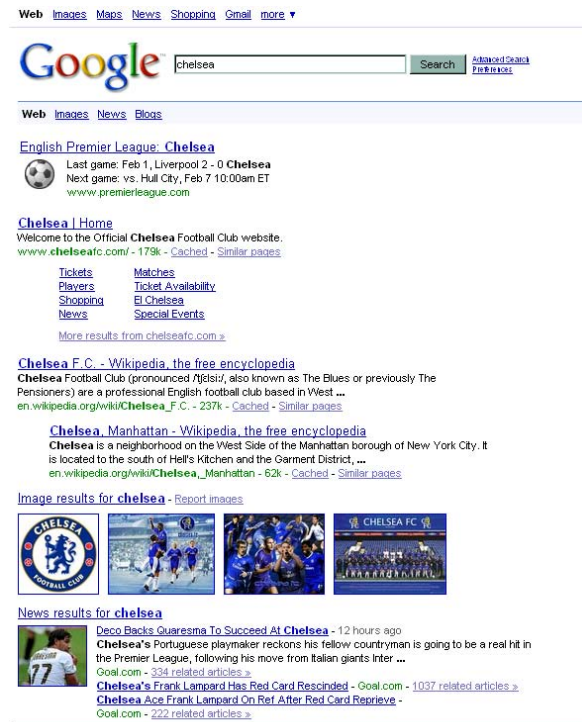 Web Images Maps News Shopping Gmail more ▼
Google chelsea Search Advanced Search
Preferences
Web Images News Blogs
English Premier League: Chelsea
Last game: Feb 1, Liverpool 2 - 0 Chelsea
Next game: vs. Hull City, Feb 7 10:00am ET
www.premierleague.com
Chelsea | Home
Welcome to the Official Chelsea Football Club website.
www.chelseafc.com/ - 179k - Cached - Similar pages
Tickets Matches
Players Ticket Availability
Shopping El Chelsea
News Special Events
More results from chelseafc.com »
Chelsea F.C. - Wikipedia, the free encyclopedia
Chelsea Football Club (pronounced /ˈtʃɛlsiː/, also known as The Blues or previously The
Pensioners) are a professional English football club based in West ...
en.wikipedia.org/wiki/Chelsea_F.C. - 237k - Cached - Similar pages
Chelsea, Manhattan - Wikipedia, the free encyclopedia
Chelsea is a neighborhood on the West Side of the Manhattan borough of New York City. It
is located to the south of Hell's Kitchen and the Garment District, ...
en.wikipedia.org/wiki/Chelsea,_Manhattan - 62k - Cached - Similar pages
Image results for chelsea - Report images
CHELSEA
FOOTBALL CLUB
CHELSEA FC
News results for chelsea
Deco Backs Quaresma To Succeed At Chelsea - 12 hours ago
Chelsea's Portuguese playmaker reckons his fellow countryman is going to be a real hit in
the Premier League, following his move from Italian giants Inter ...
Goal.com - 334 related articles »
Chelsea's Frank Lampard Has Red Card Rescinded - Goal.com - 1037 related articles »
Chelsea Ace Frank Lampard On Ref After Red Card Reprieve -
Goal.com - 222 related articles »
77